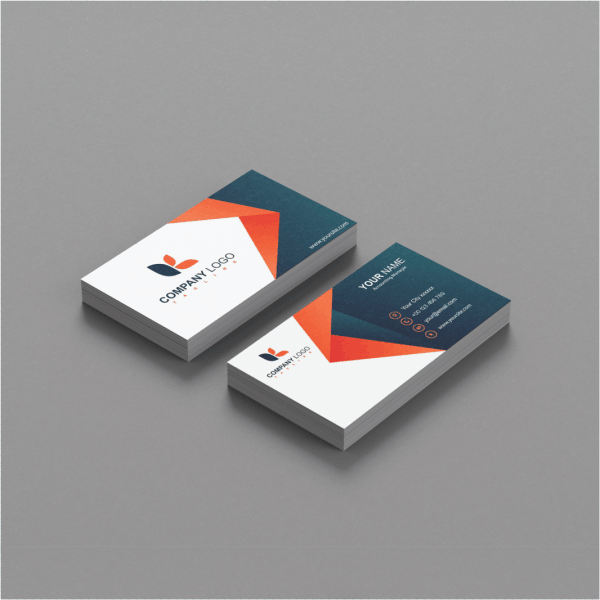 COMPANY LOGO
TAGLINE
www.yoursite.com
YOUR NAME
Accounting Manager
Your City xxxxxx
+00 123 456 789
your@email.com
www.yoursite.com
COMPANY LOGO
TAGLINE